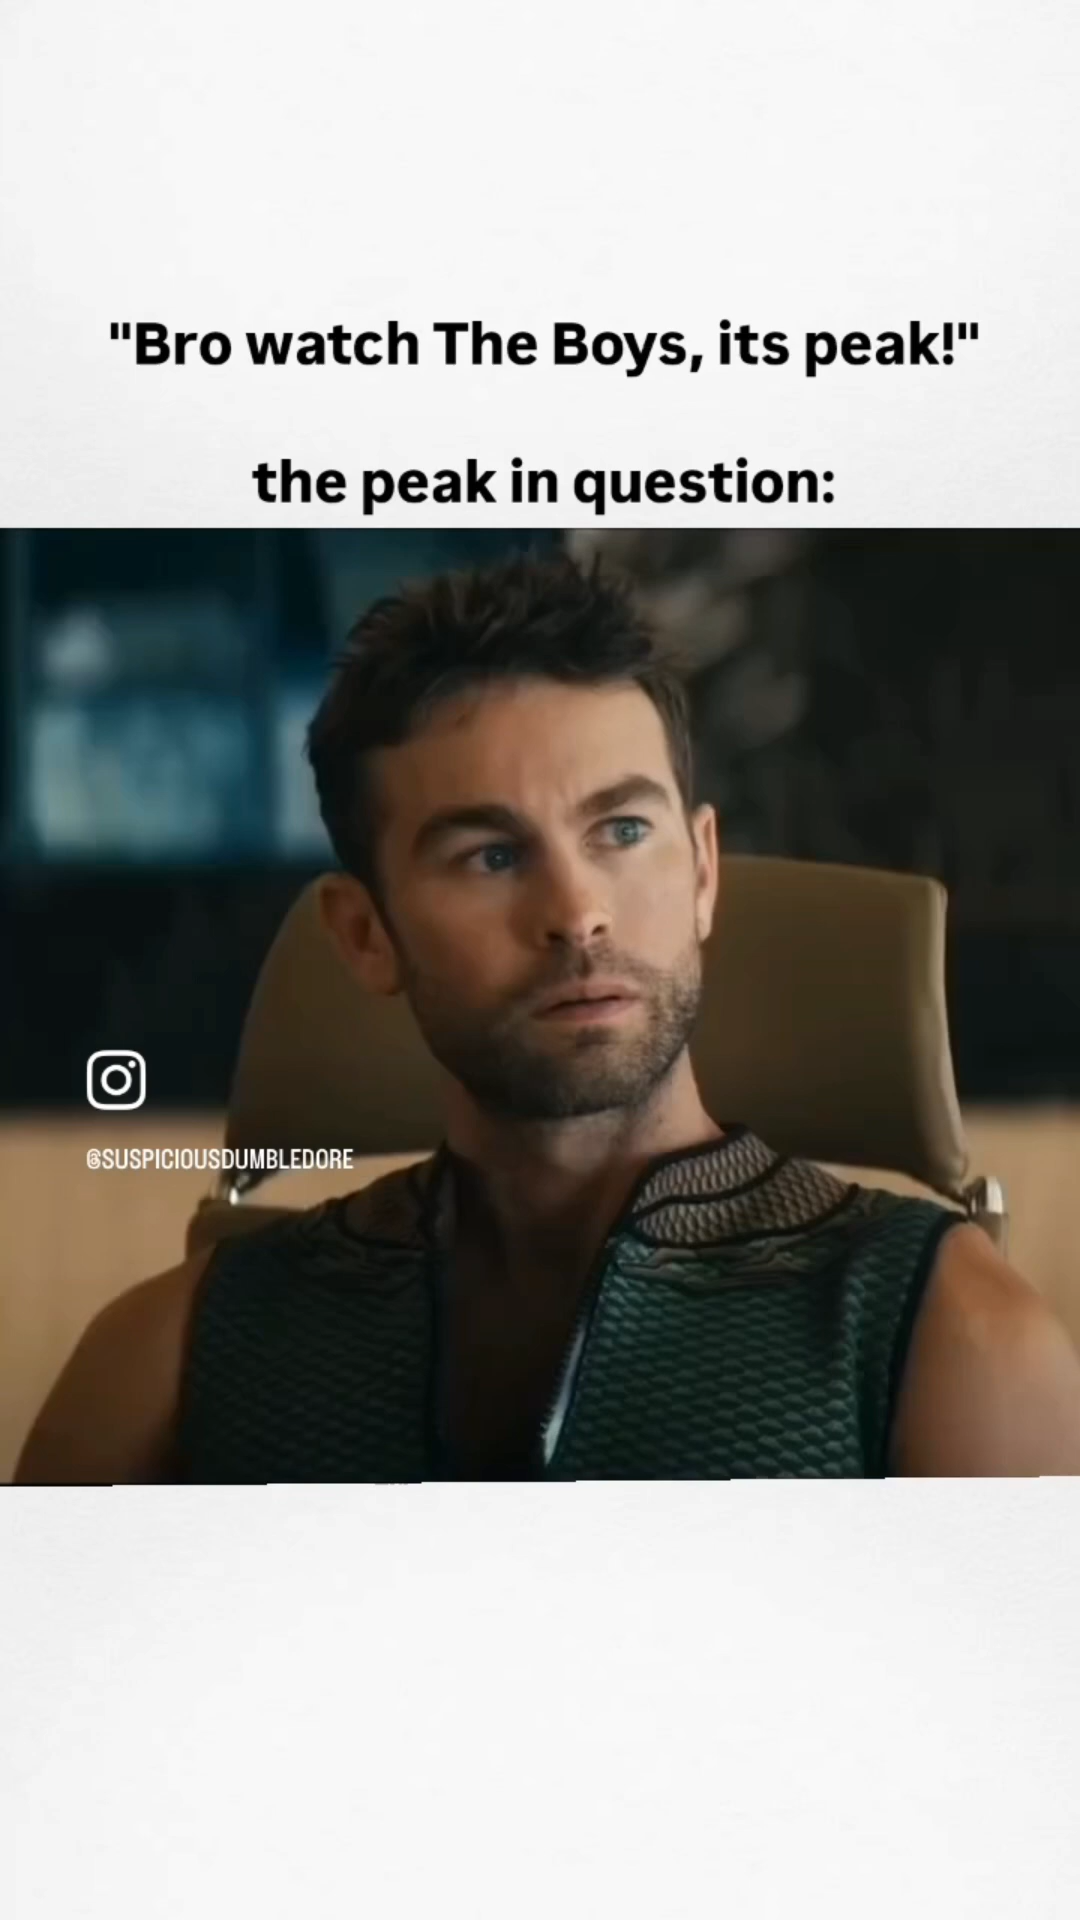 "Bro watch The Boys, its peak!"
the peak in question:
@SUSPICIOUSDUMBLEDORE